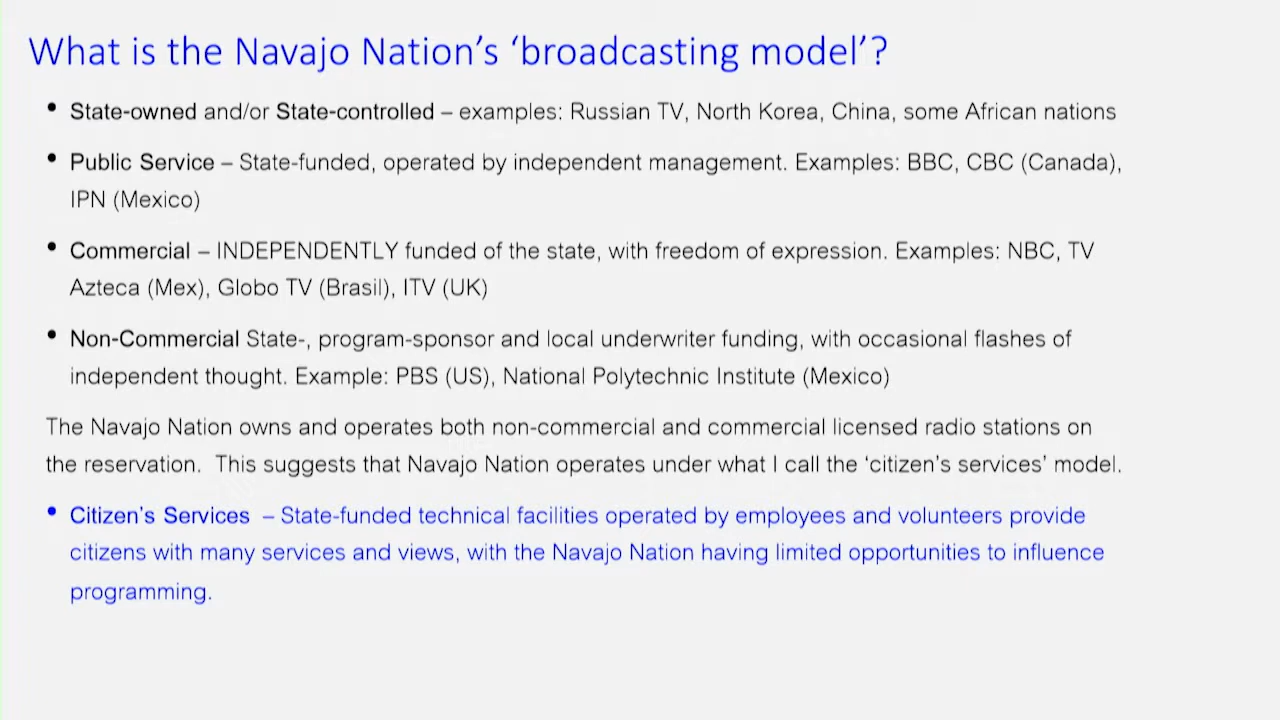 What is the Navajo Nation's 'broadcasting model'?
• State-owned and/or State-controlled – examples: Russian TV, North Korea, China, some African nations
• Public Service – State-funded, operated by independent management. Examples: BBC, CBC (Canada),
IPN (Mexico)
• Commercial – INDEPENDENTLY funded of the state, with freedom of expression. Examples: NBC, TV
Azteca (Mex), Globo TV (Brasil), ITV (UK)
• Non-Commercial State-, program-sponsor and local underwriter funding, with occasional flashes of
independent thought. Example: PBS (US), National Polytechnic Institute (Mexico)
The Navajo Nation owns and operates both non-commercial and commercial licensed radio stations on
the reservation.  This suggests that Navajo Nation operates under what I call the 'citizen's services' model.
• Citizen's Services  – State-funded technical facilities operated by employees and volunteers provide
citizens with many services and views, with the Navajo Nation having limited opportunities to influence
programming.